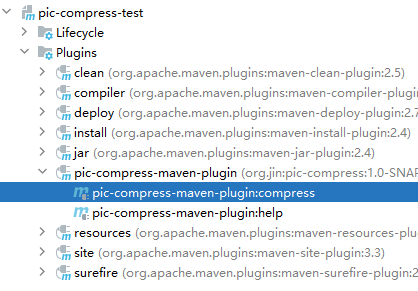 pic-compress-test
Lifecycle
Plugins
clean (org.apache.maven.plugins:maven-clean-plugin:2.5)
compiler (org.apache.maven.plugins:maven-compiler-plugin
deploy (org.apache.maven.plugins:maven-deploy-plugin:2.7
install (org.apache.maven.plugins:maven-install-plugin:2.4)
jar (org.apache.maven.plugins:maven-jar-plugin:2.4)
pic-compress-maven-plugin (org.jin:pic-compress:1.0-SNAP
pic-compress-maven-plugin:compress
pic-compress-maven-plugin:help
resources (org.apache.maven.plugins:maven-resources-plu
site (org.apache.maven.plugins:maven-site-plugin:3.3)
surefire (org.apache.maven.plugins:maven-surefire-plugin:2